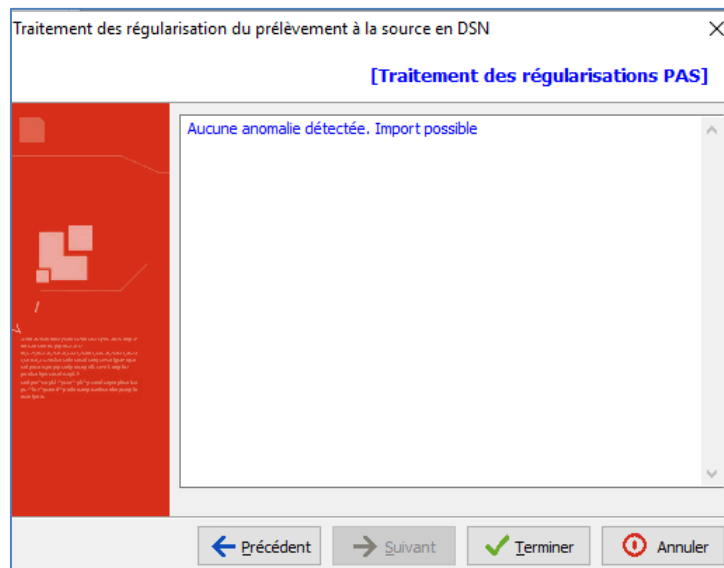 Traitement des régularisation du prélèvement à la source en DSN
[Traitement des régularisations PAS]
Aucune anomalie détectée. Import possible
Précédent
Suivant
Terminer
Annuler